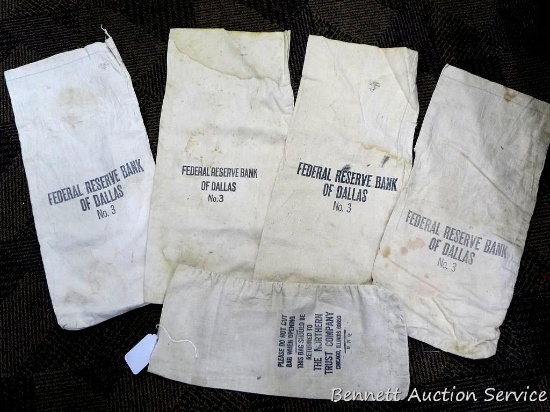 FEDERAL RESERVE BANK
OF DALLAS
No. 3
FEDERAL RESERVE BANK
OF DALLAS
No. 3
FEDERAL RESERVE BANK
OF DALLAS
No. 3
FEDERAL RESERVE BANK
OF DALLAS
No. 3
PLEASE DO NOT CUT
BAG WHEN OPENING
THIS BAG SHOULD BE
RETURNED TO
THE NORTHERN
TRUST COMPANY
CHICAGO, ILLINOIS 60690
Bennett Auction Service